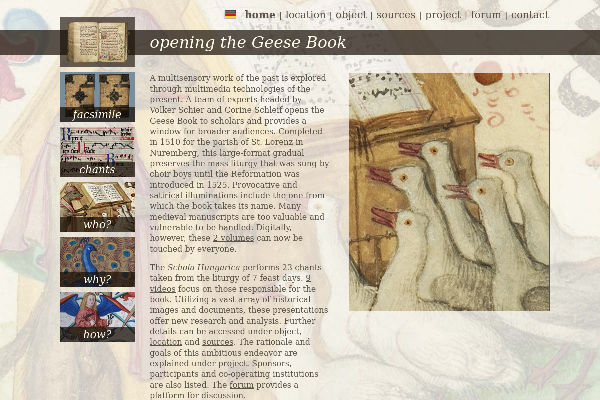 home | location | object | sources | project | forum | contact
opening the Geese Book
facsimile
chants
who?
why?
how?
A multisensory work of the past is explored
through multimedia technologies of the
present. A team of experts headed by
Volker Schier and Corine Schleif opens the
Geese Book to scholars and provides a
window for broader audiences. Completed
in 1510 for the parish of St. Lorenz in
Nuremberg, this large-format gradual
preserves the mass liturgy that was sung by
choir boys until the Reformation was
introduced in 1525. Provocative and
satirical illuminations include the one from
which the book takes its name. Many
medieval manuscripts are too valuable and
vulnerable to be handled. Digitally,
however, these 2 volumes can now be
touched by everyone.
The Schola Hungarica performs 23 chants
taken from the liturgy of 7 feast days. 9
videos focus on those responsible for the
book. Utilizing a vast array of historical
images and documents, these presentations
offer new research and analysis. Further
details can be accessed under object,
location and sources. The rationale and
goals of this ambitious endeavor are
explained under project. Sponsors,
participants and co-operating institutions
are also listed. The forum provides a
platform for discussion.